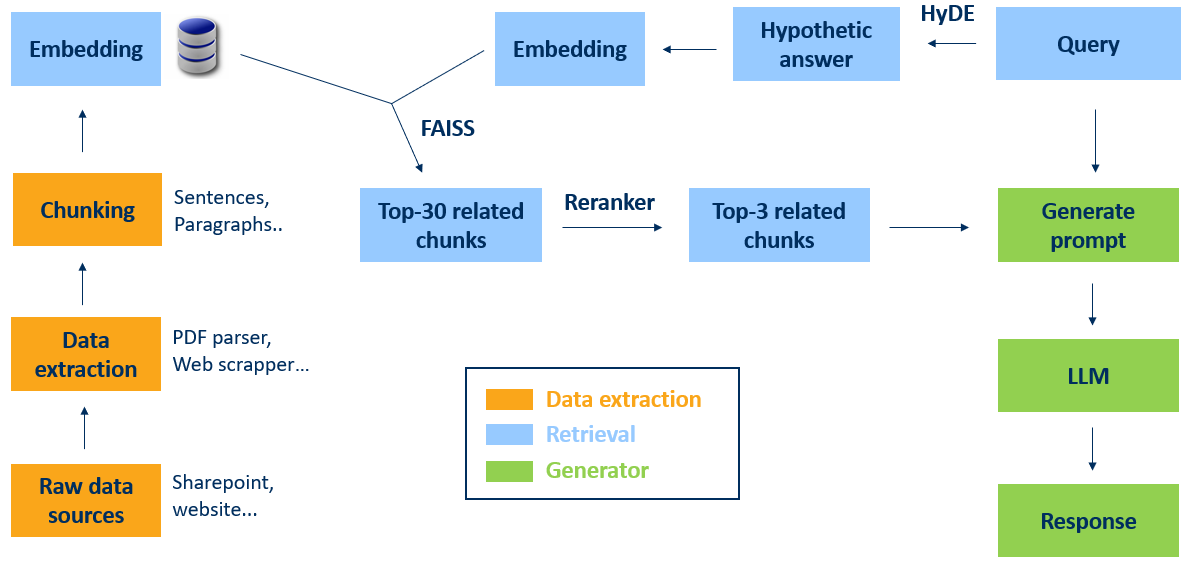 Embedding
Embedding
Hypothetic
answer
HyDE
Query
FAISS
Chunking
Sentences,
Paragraphs..
Top-30 related
chunks
Reranker
Top-3 related
chunks
Generate
prompt
Data
extraction
PDF parser,
Web scrapper...
LLM
Data extraction
Retrieval
Generator
Raw data
sources
Sharepoint,
website...
Response